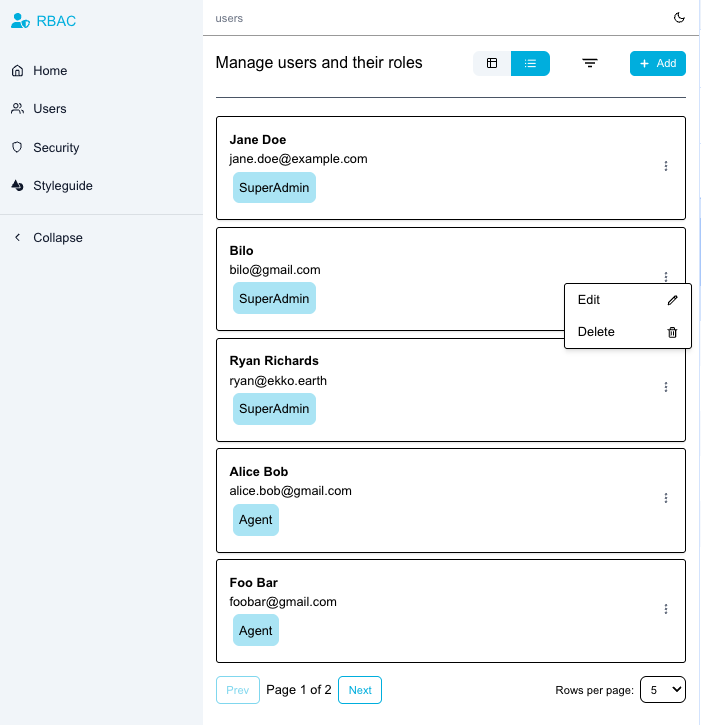 RBAC
Home
Users
Security
Styleguide
Collapse
users
Manage users and their roles
Add
Jane Doe
jane.doe@example.com
SuperAdmin
Bilo
bilo@gmail.com
SuperAdmin
Edit
Delete
Ryan Richards
ryan@ekko.earth
SuperAdmin
Alice Bob
alice.bob@gmail.com
Agent
Foo Bar
foobar@gmail.com
Agent
Prev Page 1 of 2 Next Rows per page: 5